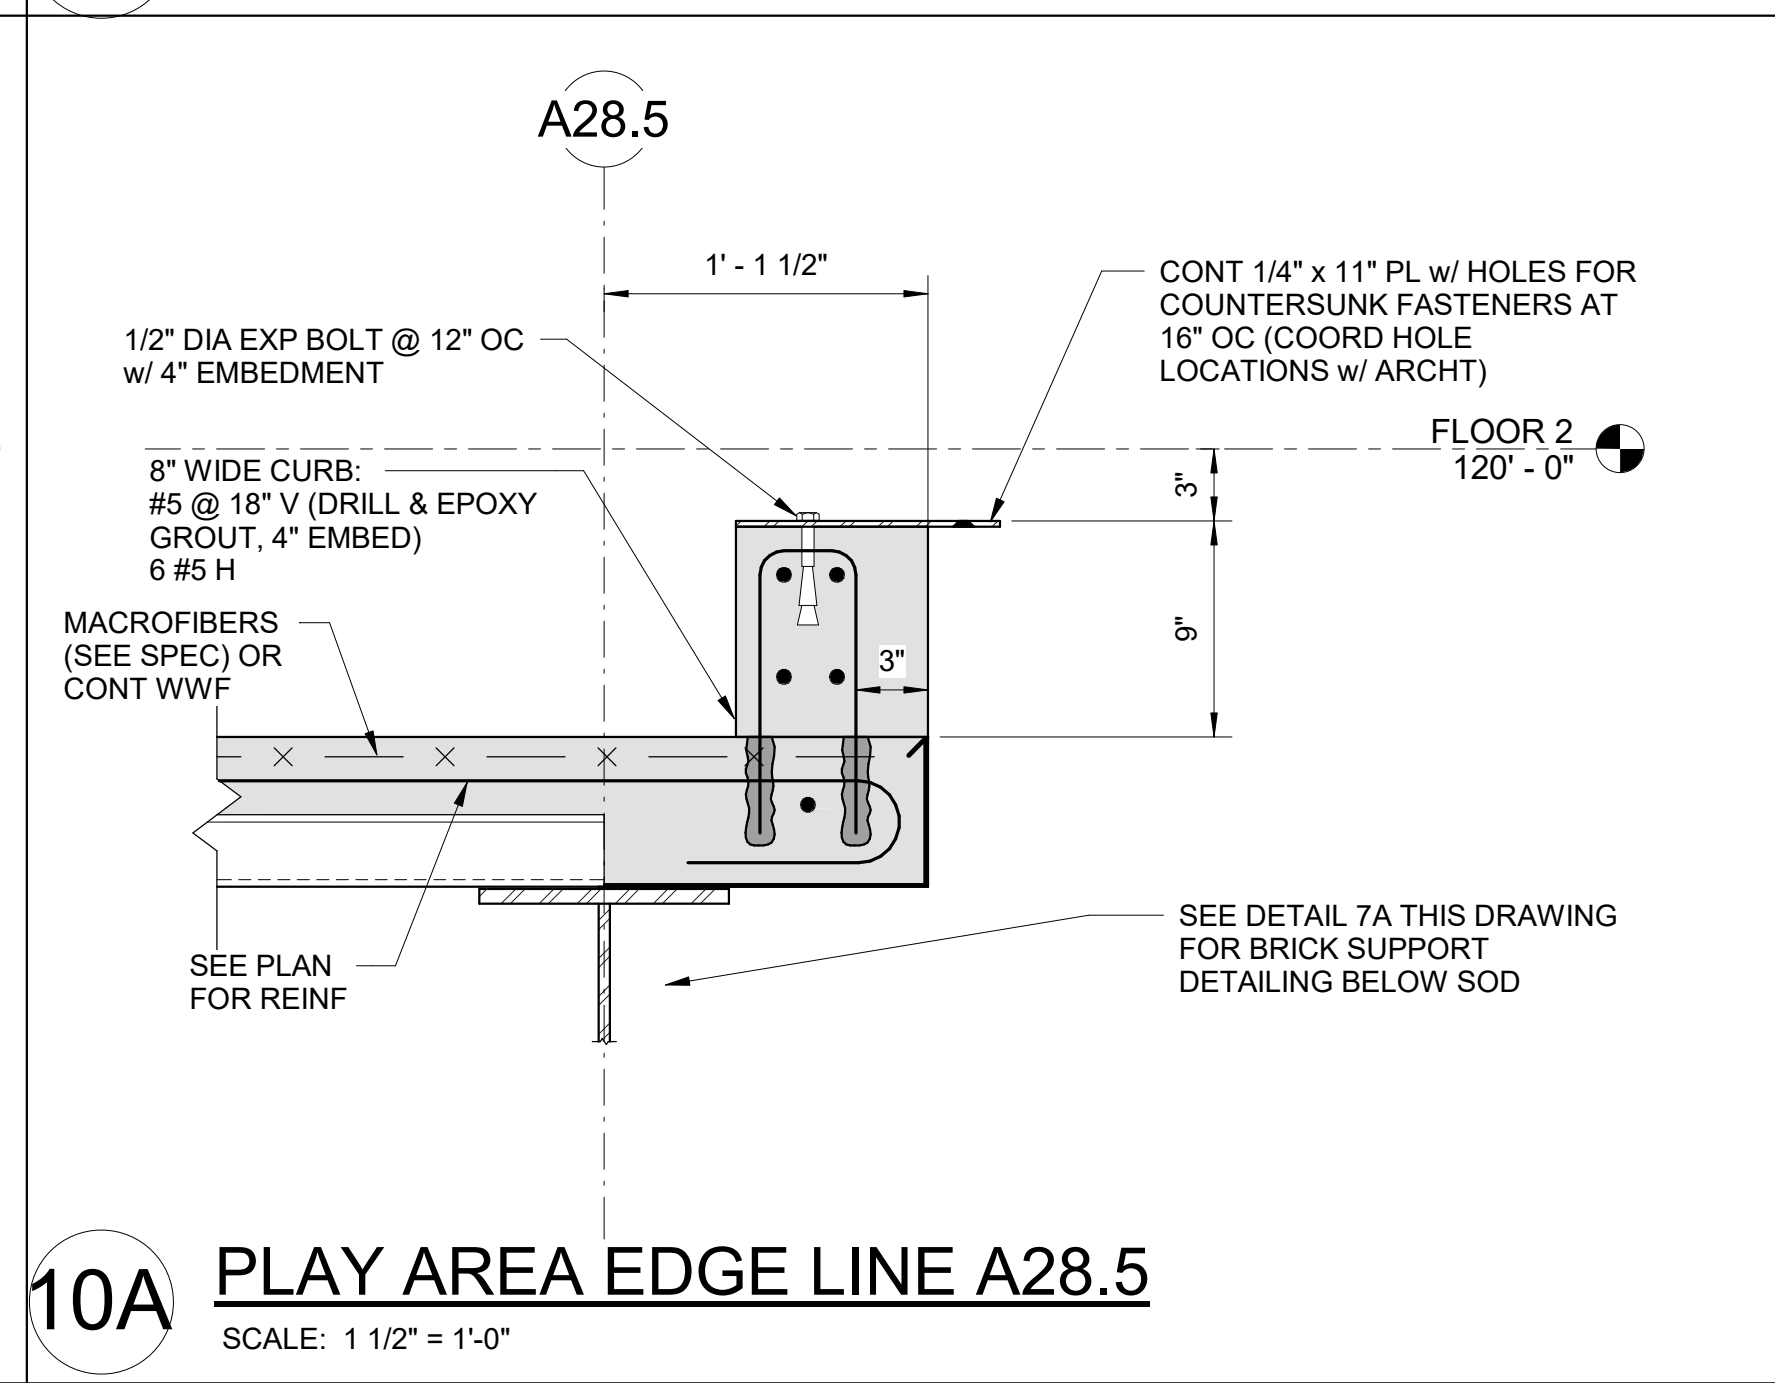 A28.5
1' - 1 1/2"
CONT 1/4" x 11" PL w/ HOLES FOR
COUNTERSUNK FASTENERS AT
16" OC (COORD HOLE
LOCATIONS w/ ARCHT)
1/2" DIA EXP BOLT @ 12" OC
w/ 4" EMBEDMENT
FLOOR 2
120' - 0"
8" WIDE CURB:
#5 @ 18" V (DRILL & EPOXY
GROUT, 4" EMBED)
6 #5 H
3"
9"
3"
MACROFIBERS
(SEE SPEC) OR
CONT WWF
SEE PLAN
FOR REINF
SEE DETAIL 7A THIS DRAWING
FOR BRICK SUPPORT
DETAILING BELOW SOD
10A
PLAY AREA EDGE LINE A28.5
SCALE: 1 1/2" = 1'-0"